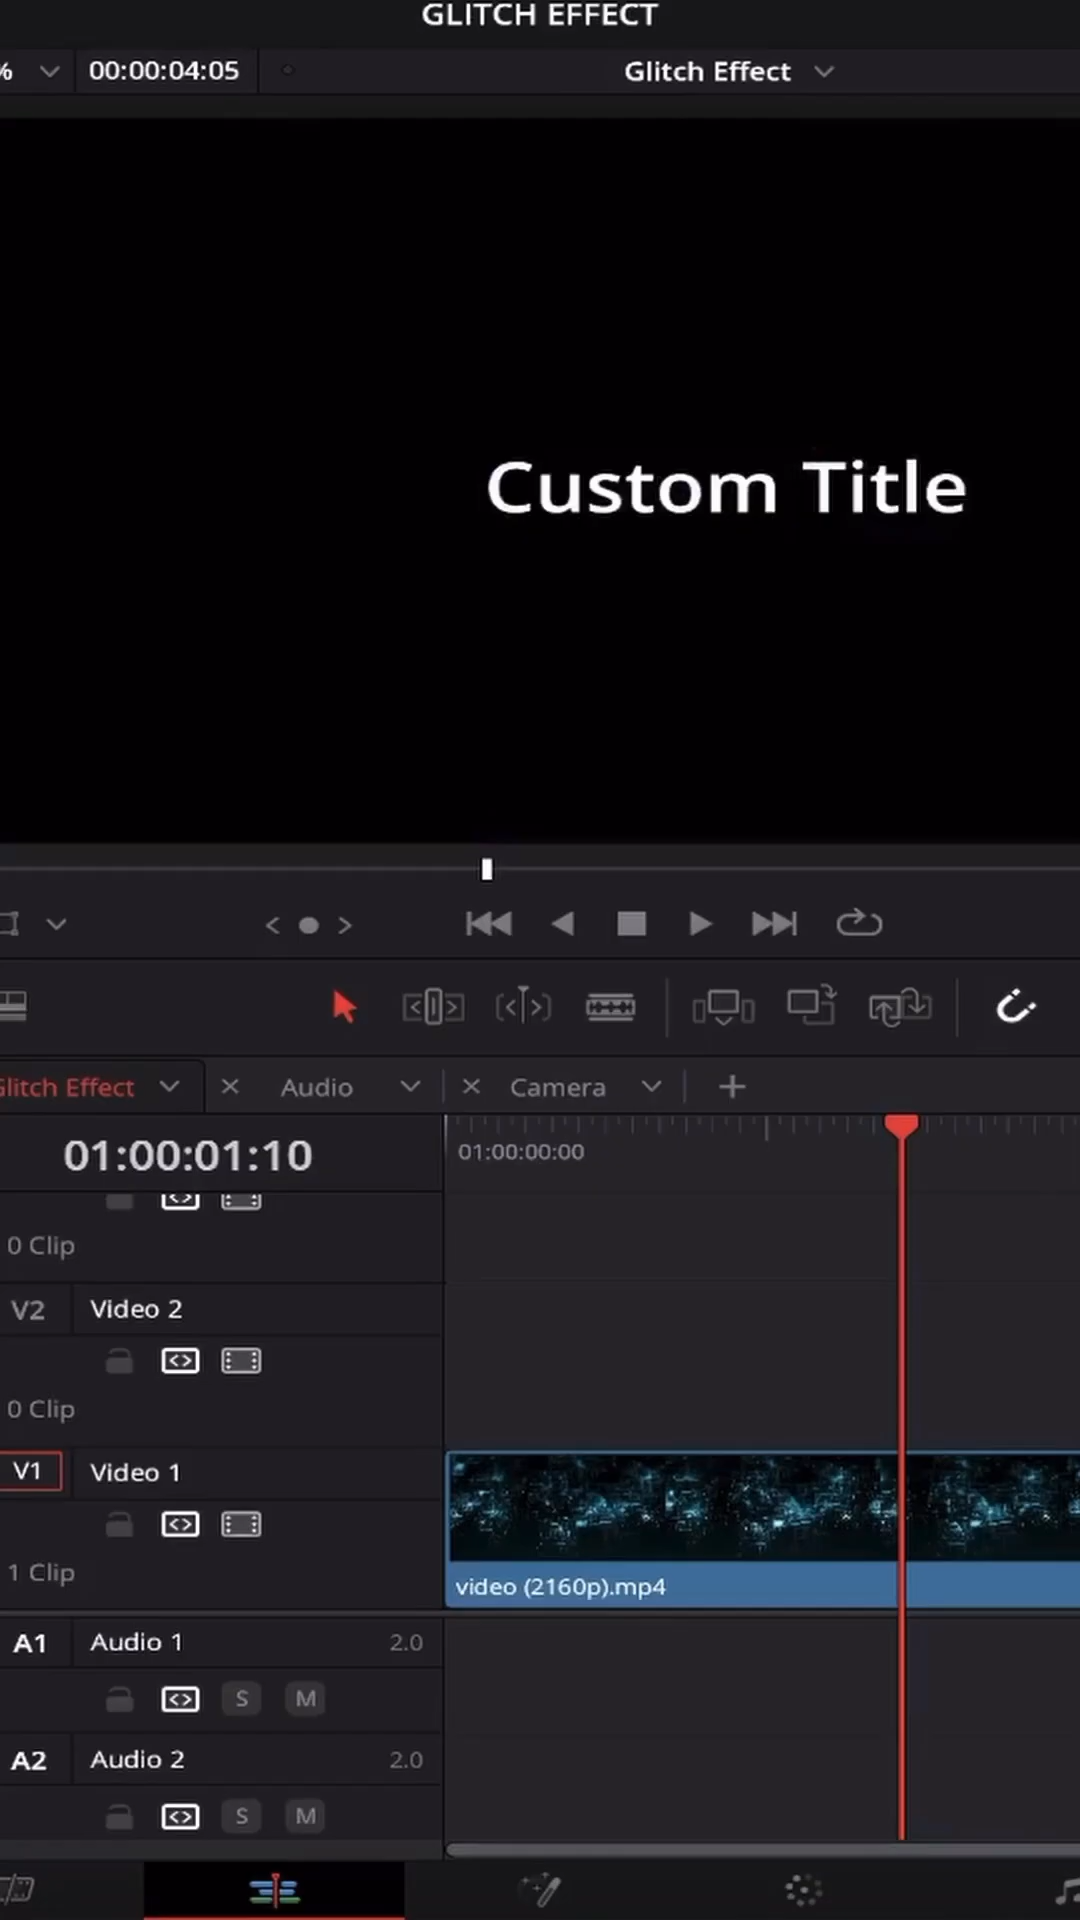 GLITCH EFFECT
% 00:00:04:05 Glitch Effect
Custom Title
Glitch Effect Audio Camera
01:00:01:10 01:00:00:00
0 Clip
V2 Video 2
0 Clip
V1 Video 1
1 Clip
video (2160p).mp4
A1 Audio 1 2.0
S M
A2 Audio 2 2.0
S M